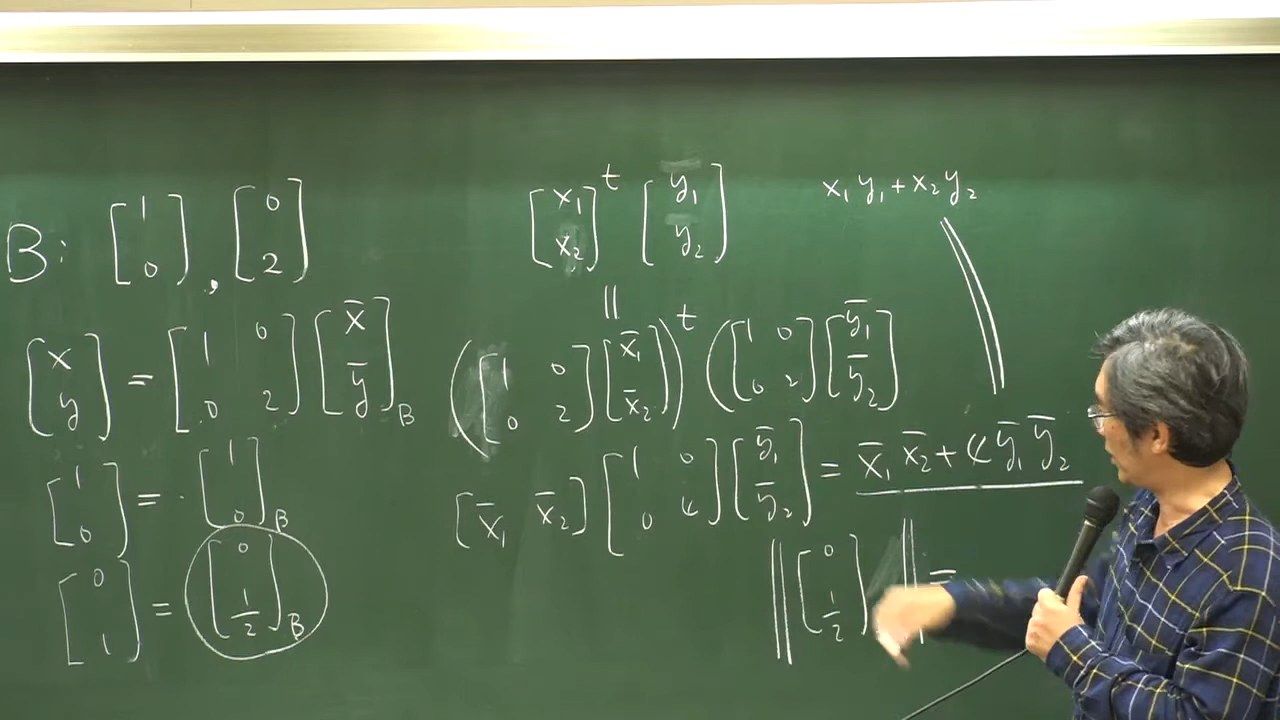 B: [1 0], [0 2]
[x y] = [1 0 0 2] [x̄ ȳ]_B
[1 0] = [1 0]_B
[0 1] = [0 1/2]_B
[x₁ x₂]ᵗ [y₁ y₂]
||
([1 0 0 2] [x̄₁ x̄₂])ᵗ ([1 0 0 2] [ȳ₁ ȳ₂])
[x̄₁ x̄₂] [1 0 0 4] [ȳ₁ ȳ₂] = x̄₁ x̄₂ + 4 ȳ₁ ȳ₂
x₁y₁ + x₂y₂
|| [0 1/2] || =